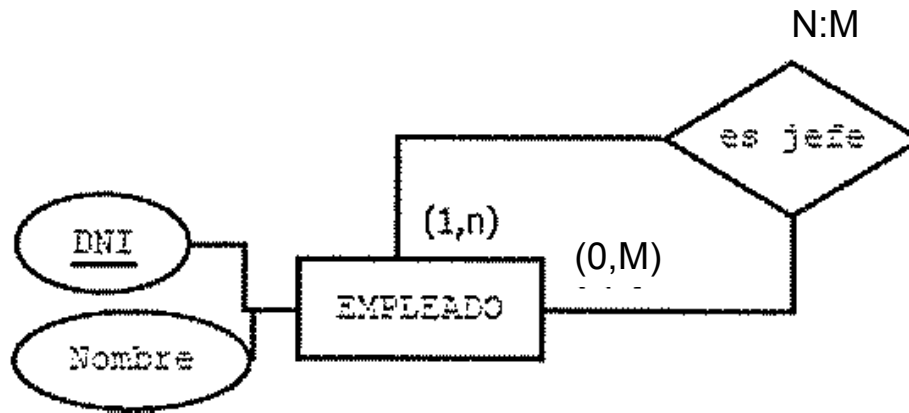 N:M
es jefe
(1,n)
DNI
(0,M)
EMPLEADO
Nombre